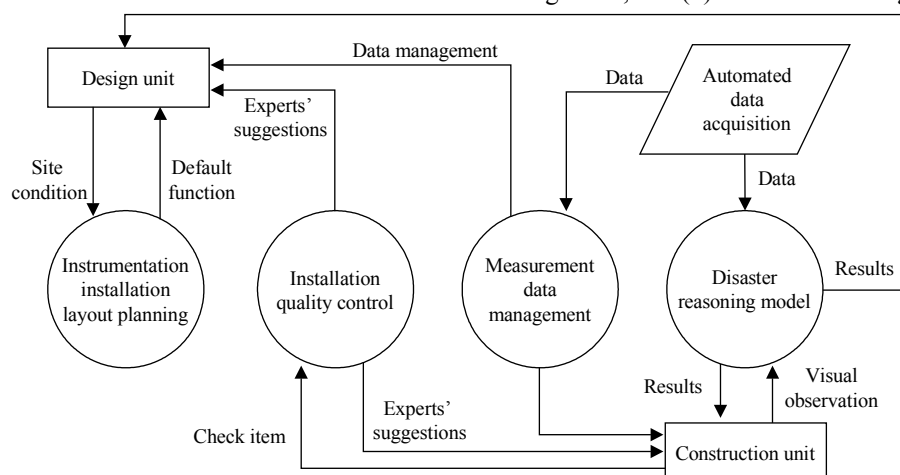 Data management
Design unit
Data
Automated
data
acquisition
Experts’
suggestions
Site
condition
Default
function
Data
Instrumentation
installation
layout planning
Installation
quality control
Measurement
data
management
Disaster
reasoning model
Results
Results
Visual
observation
Check item
Experts’
suggestions
Construction unit